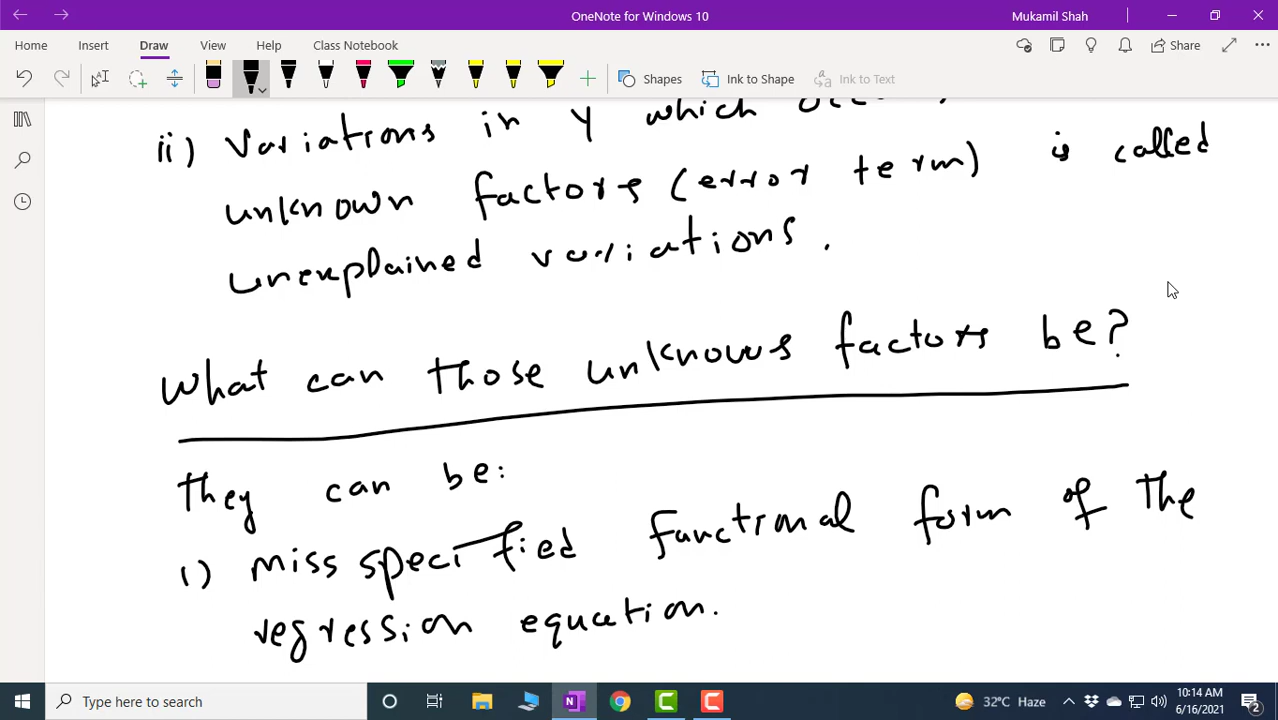 OneNote for Windows 10
Mukamil Shah
Home Insert Draw View Help Class Notebook
Share
Shapes Ink to Shape Ink to Text
ii) Variations in Y which
unknown factors (error term) is called
unexplained variations.
What can those unknows factors be?
they can be:
1) miss specified functional form of the
regression equation.
Type here to search
32°C Haze
10:14 AM
6/16/2021
2